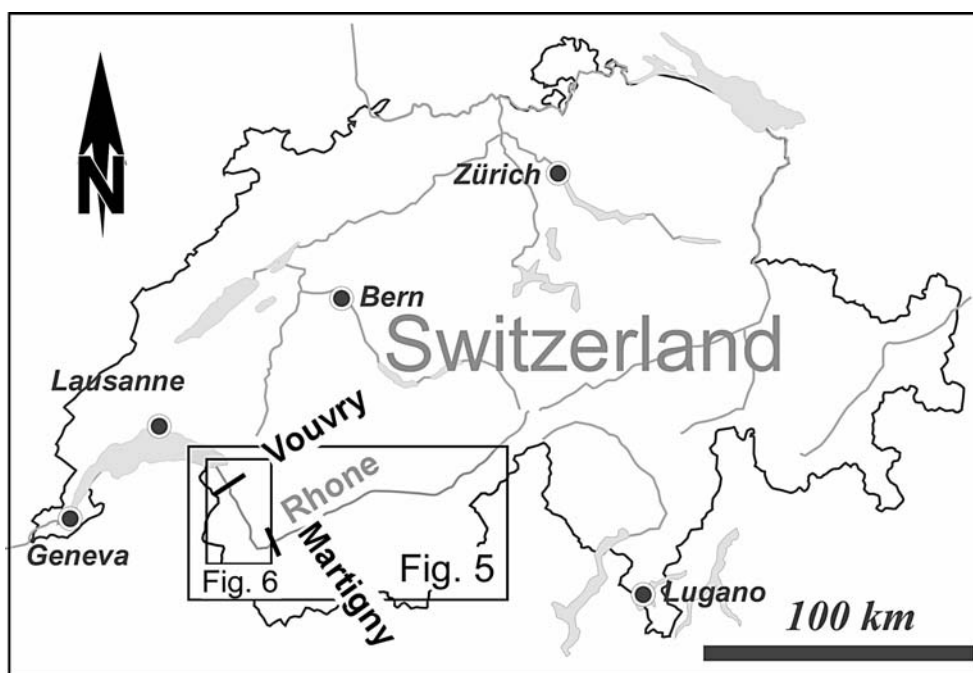 N
Zürich
Bern
Switzerland
Lausanne
Vouvry
Rhone
Geneva
Fig. 6
Martigny
Fig. 5
Lugano
100 km